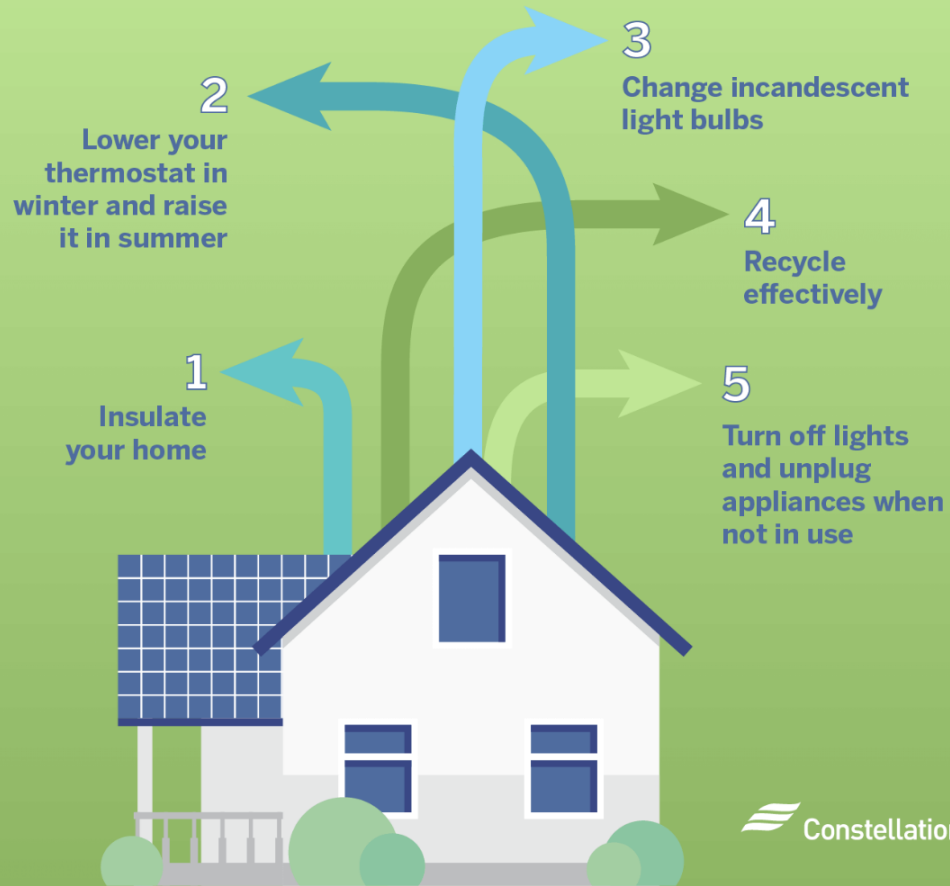 1
Insulate
your home
2
Lower your
thermostat in
winter and raise
it in summer
3
Change incandescent
light bulbs
4
Recycle
effectively
5
Turn off lights
and unplug
appliances when
not in use
Constellation